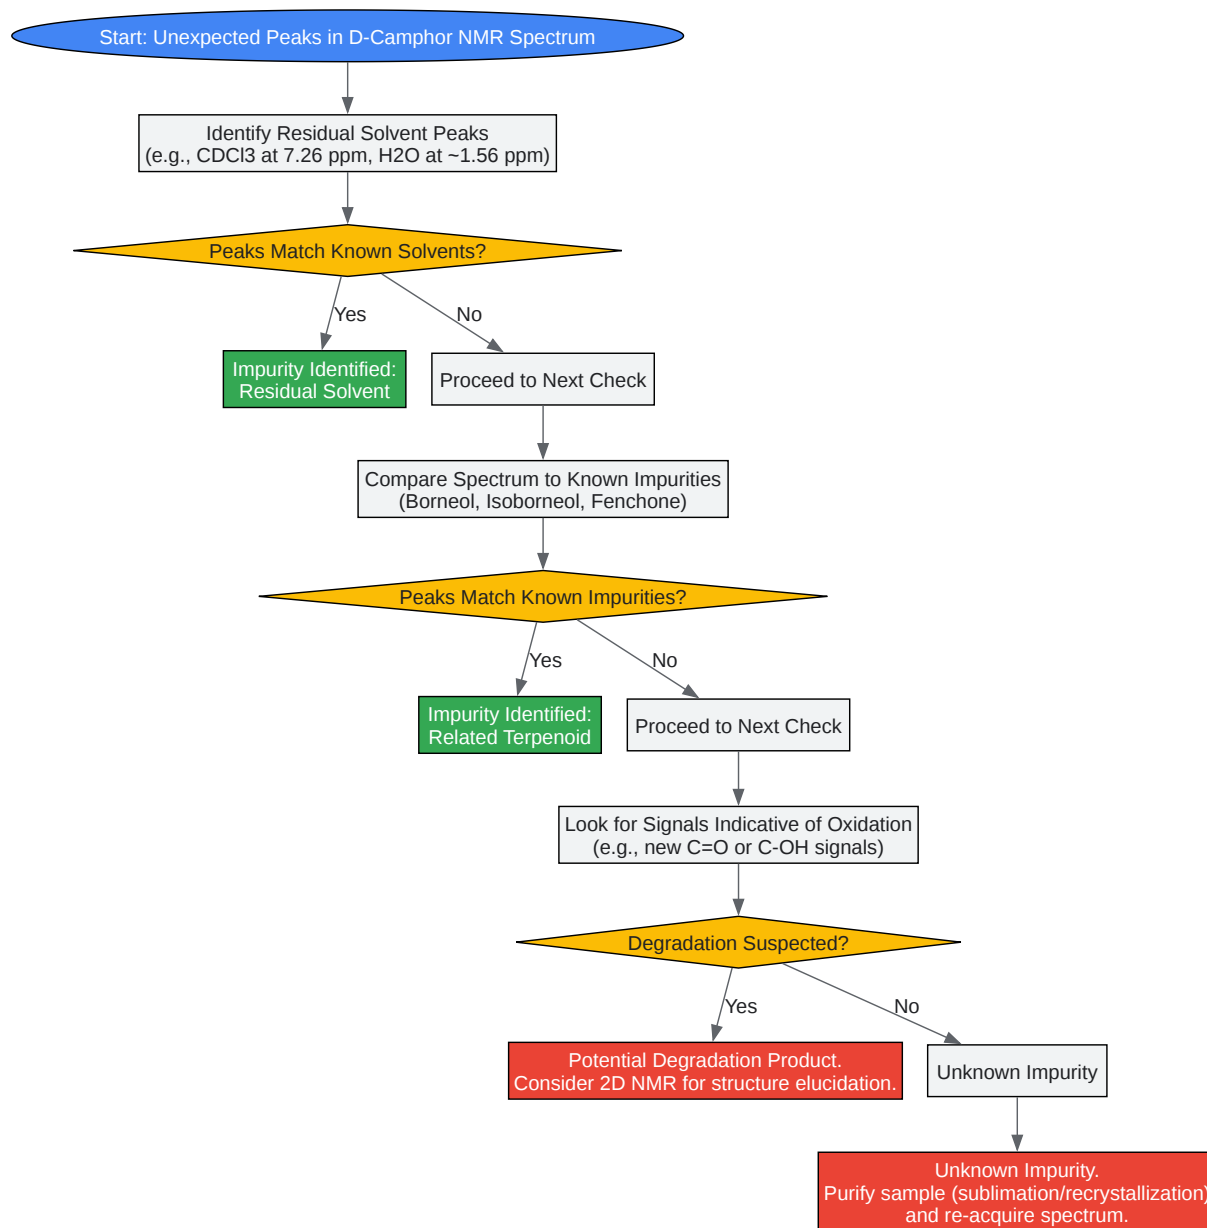 Start: Unexpected Peaks in D-Camphor NMR Spectrum
Identify Residual Solvent Peaks
(e.g., CDCl3 at 7.26 ppm, H2O at ~1.56 ppm)
Peaks Match Known Solvents?
Yes
No
Impurity Identified:
Residual Solvent
Proceed to Next Check
Compare Spectrum to Known Impurities
(Borneol, Isoborneol, Fenchone)
Peaks Match Known Impurities?
Yes
No
Impurity Identified:
Related Terpenoid
Proceed to Next Check
Look for Signals Indicative of Oxidation
(e.g., new C=O or C-OH signals)
Degradation Suspected?
Yes
No
Potential Degradation Product.
Consider 2D NMR for structure elucidation.
Unknown Impurity
Unknown Impurity.
Purify sample (sublimation/recrystallization)
and re-acquire spectrum.